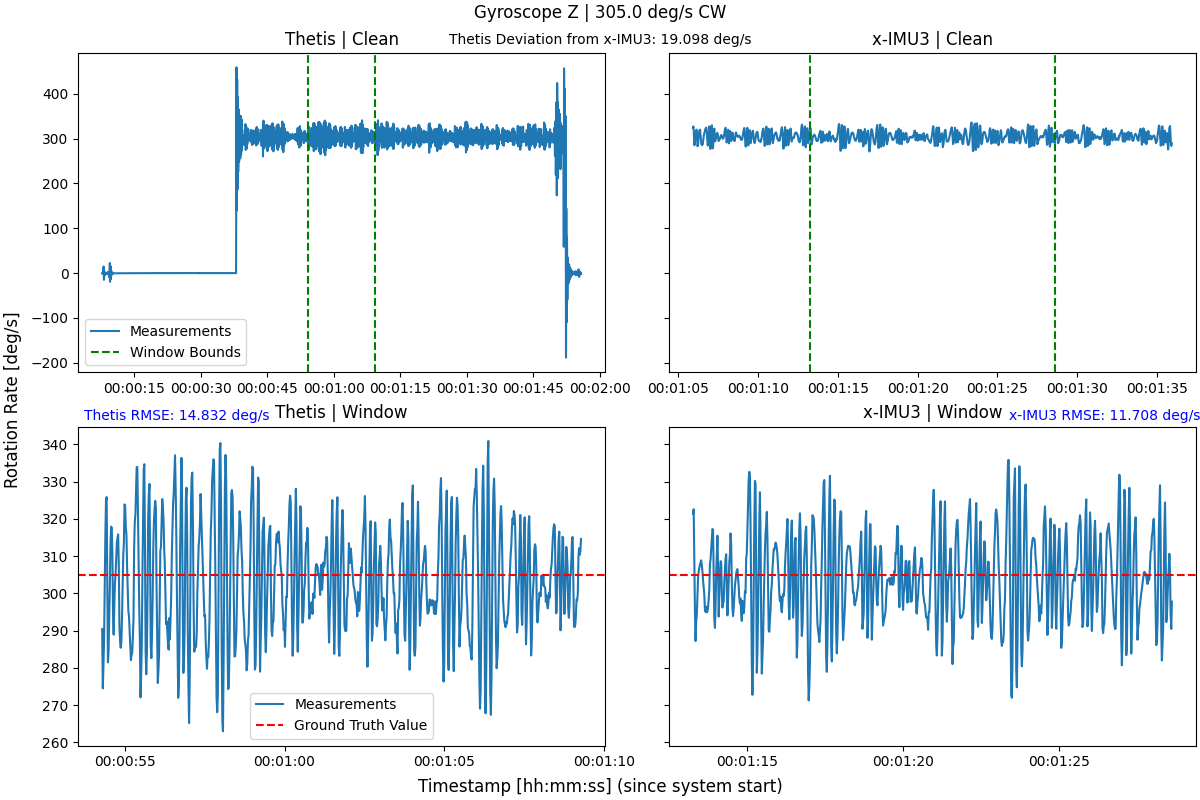 Gyroscope Z | 305.0 deg/s CW
Thetis | Clean
Thetis Deviation from x-IMU3: 19.098 deg/s
x-IMU3 | Clean
400
300
200
100
0
−100
−200
Measurements
Window Bounds
00:00:15 00:00:30 00:00:45 00:01:00 00:01:15 00:01:30 00:01:45 00:02:00
00:01:05 00:01:10 00:01:15 00:01:20 00:01:25 00:01:30 00:01:35
Rotation Rate [deg/s]
Thetis RMSE: 14.832 deg/s
Thetis | Window
x-IMU3 | Window
x-IMU3 RMSE: 11.708 deg/s
340
330
320
310
300
290
280
270
260
Measurements
Ground Truth Value
00:00:55 00:01:00 00:01:05 00:01:10
00:01:15 00:01:20 00:01:25
Timestamp [hh:mm:ss] (since system start)